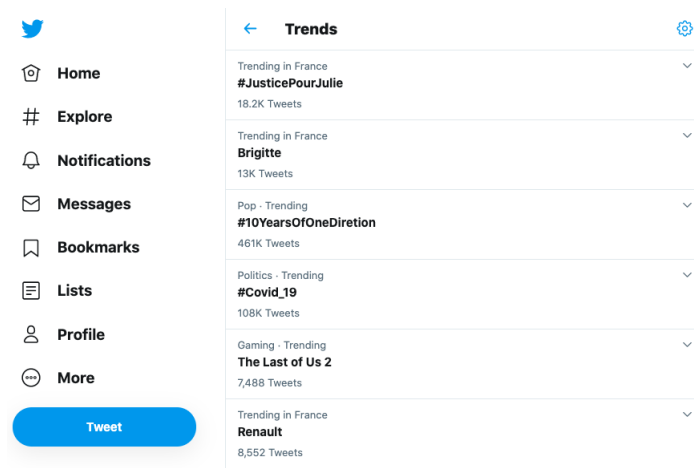 Home
Explore
Notifications
Messages
Bookmarks
Lists
Profile
More
Tweet
Trends
Trending in France
#JusticePourJulie
18.2K Tweets
Trending in France
Brigitte
13K Tweets
Pop · Trending
#10YearsOfOneDiretion
461K Tweets
Politics · Trending
#Covid_19
108K Tweets
Gaming · Trending
The Last of Us 2
7,488 Tweets
Trending in France
Renault
8,552 Tweets